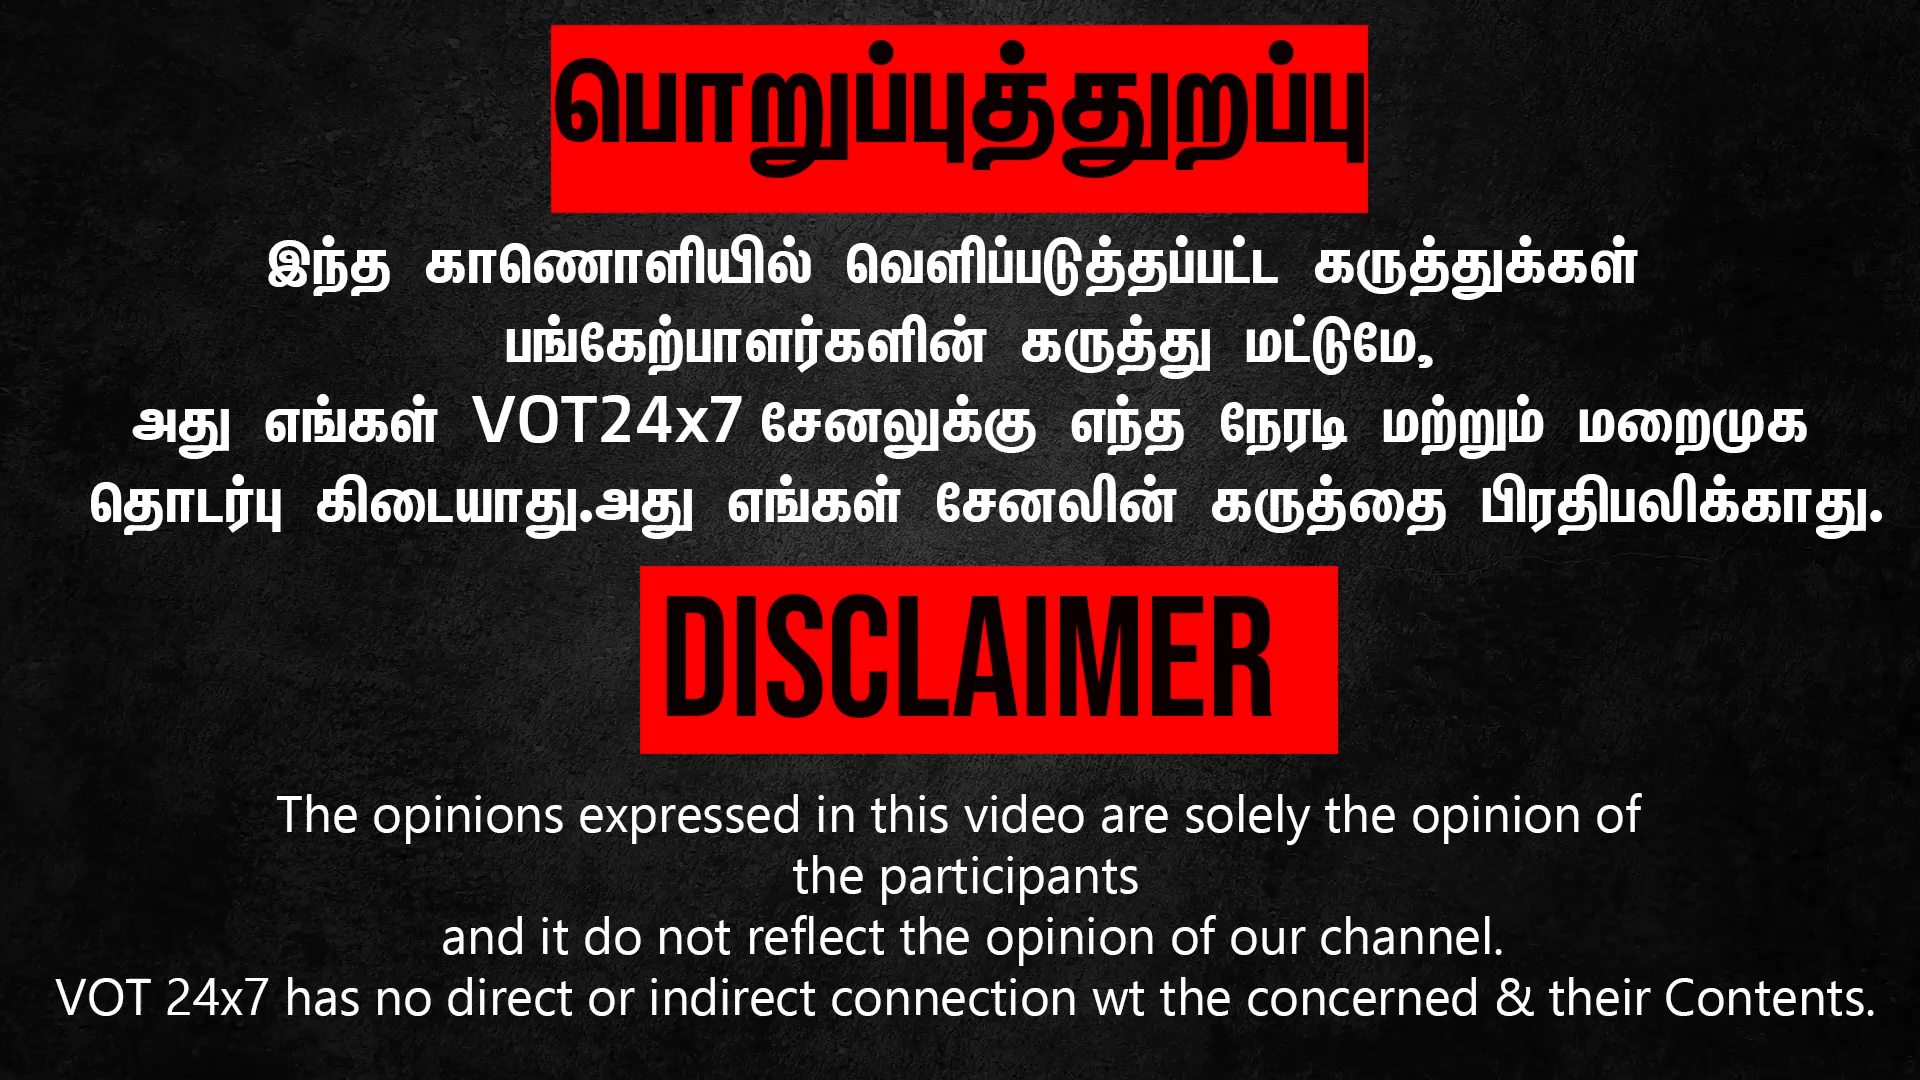 பொறுப்புத்துறப்பு
இந்த காணொளியில் வெளிப்படுத்தப்பட்ட கருத்துக்கள்
பங்கேற்பாளர்களின் கருத்து மட்டுமே,
அது எங்கள் VOT24x7 சேனலுக்கு எந்த நேரடி மற்றும் மறைமுக
தொடர்பு கிடையாது.அது எங்கள் சேனலின் கருத்தை பிரதிபலிக்காது.
DISCLAIMER
The opinions expressed in this video are solely the opinion of
the participants
and it do not reflect the opinion of our channel.
VOT 24x7 has no direct or indirect connection wt the concerned & their Contents.